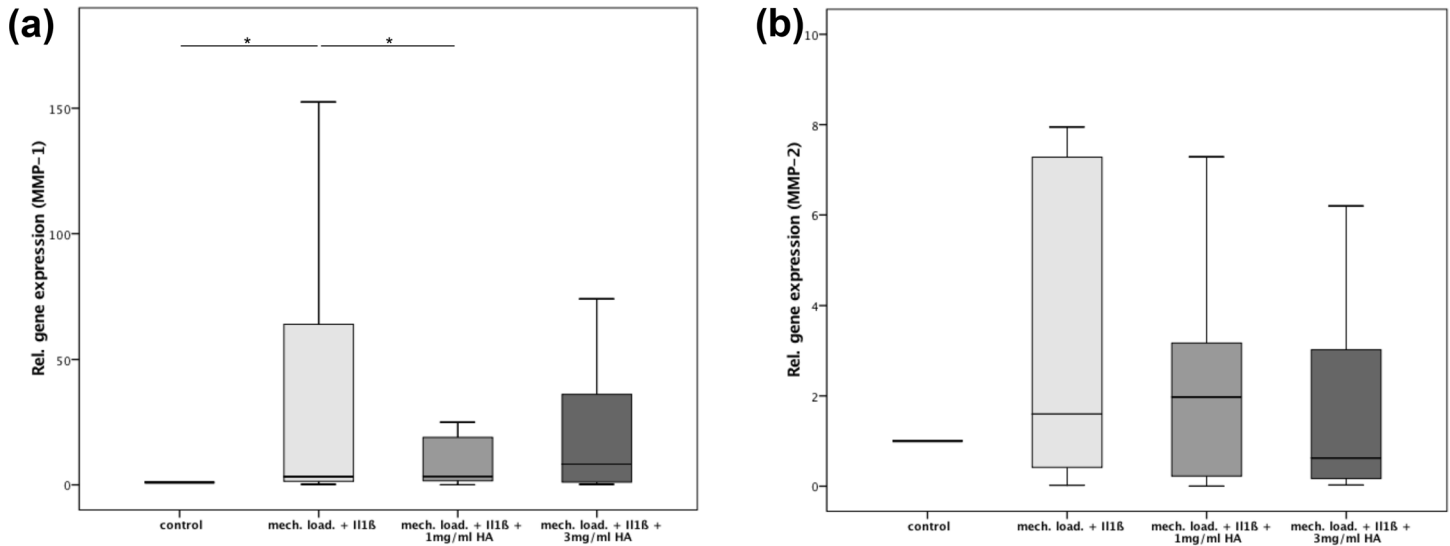 (a)
* *
Rel. gene expression (MMP–1)
150
100
50
0
control
mech. load. + Il1ß
mech. load. + Il1ß +
1mg/ml HA
mech. load. + Il1ß +
3mg/ml HA
(b)
Rel. gene expression (MMP–2)
10
8
6
4
2
0
control
mech. load. + Il1ß
mech. load. + Il1ß +
1mg/ml HA
mech. load. + Il1ß +
3mg/ml HA